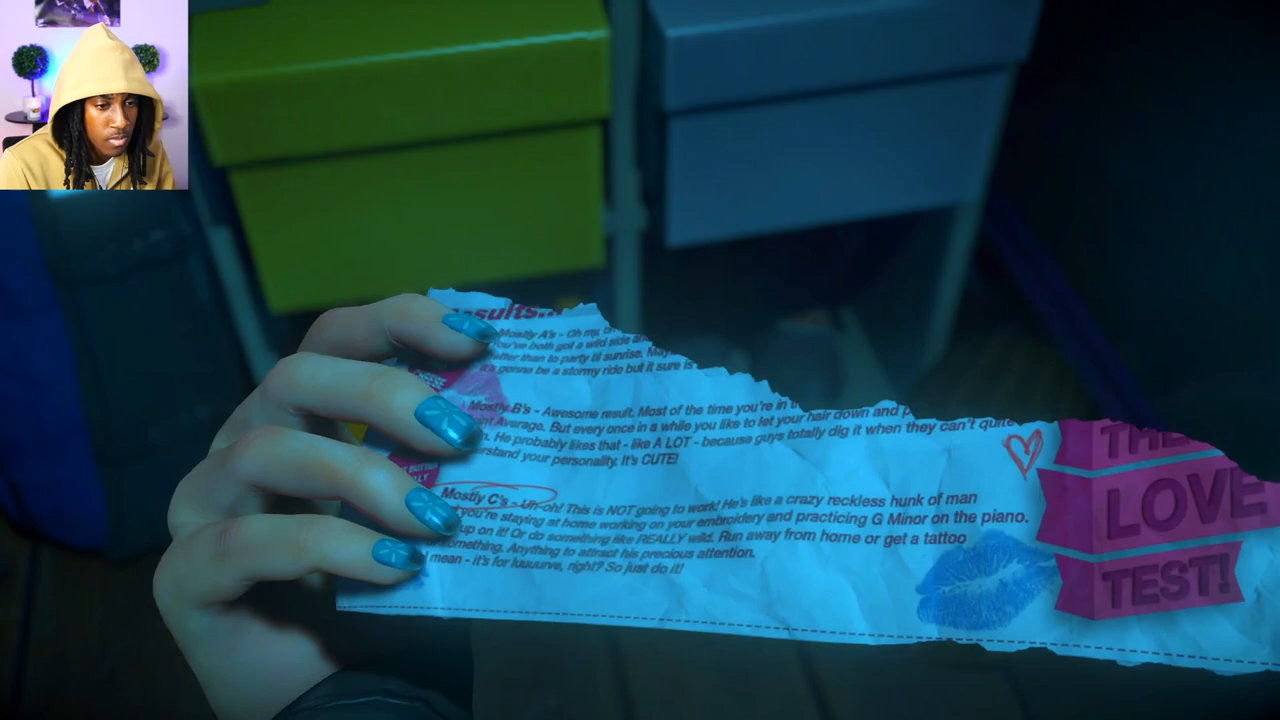 Results...
Mostly A's - Oh my,
you've both got a wild side and
better than to party til sunrise. May
it's gonna be a stormy ride but it sure is
Mostly B's - Awesome result. Most of the time you're in
Average. But every once in a while you like to let your hair down and
He probably likes that - like A LOT - because guys totally dig it when they can't quite
understand your personality. It's CUTE!
Mostly C's - Uh-oh! This is NOT going to work! He's like a crazy reckless hunk of man
you're staying at home working on your embroidery and practicing G Minor on the piano.
up on it! Or do something like REALLY wild. Run away from home or get a tattoo
something. Anything to attract his precious attention.
I mean - it's for luuuurve, right? So just do it!
THE
LOVE
TEST!